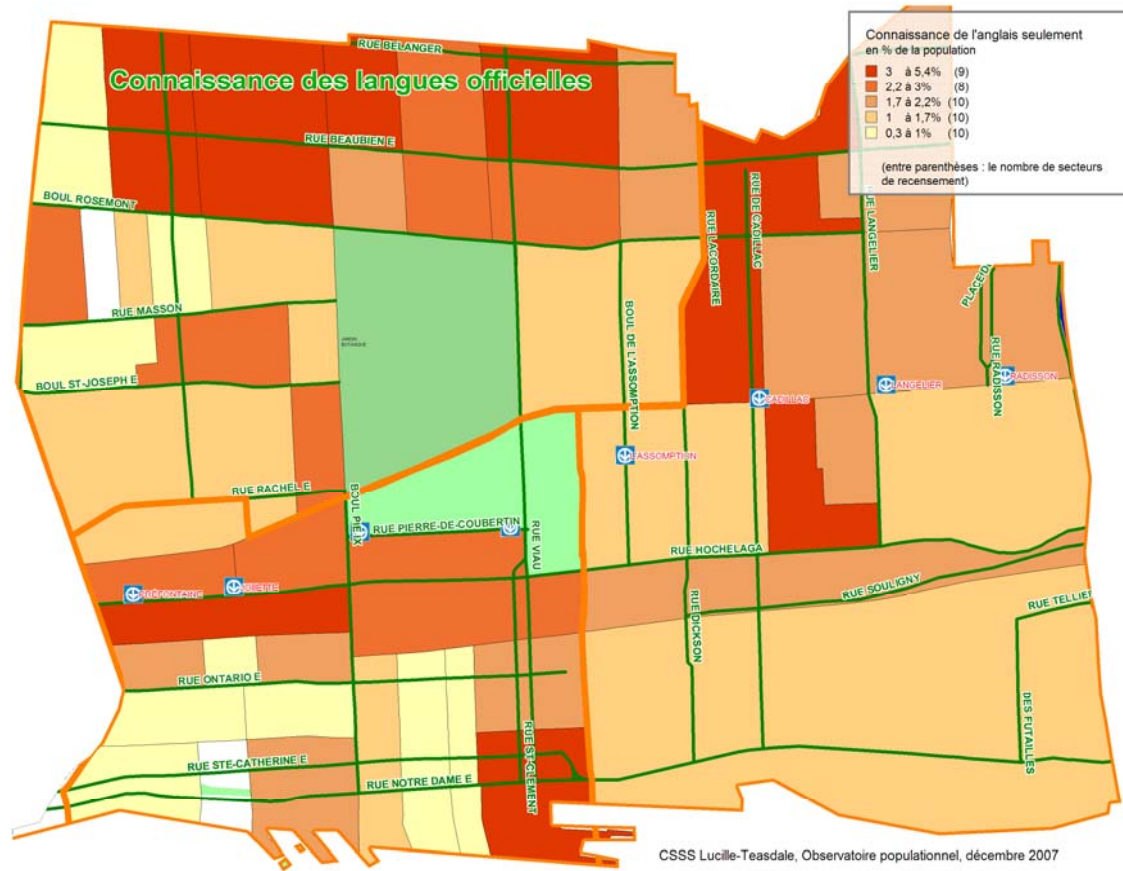 Connaissance des langues officielles
Connaissance de l'anglais seulement
en % de la population
3 à 5,4% (9)
2,2 à 3% (8)
1,7 à 2,2% (10)
1 à 1,7% (10)
0,3 à 1% (10)
(entre parenthèses : le nombre de secteurs
de recensement)
RUE BELANGER
RUE BEAUBIEN E
BOUL ROSEMONT
RUE MASSON
BOUL ST-JOSEPH E
RUE RACHEL E
JARDIN
BOTANIQUE
BOUL PIE IX
RUE PIERRE-DE-COUBERTIN
RUE VIAU
BOUL DE L'ASSOMPTION
RUE LACORDAIRE
RUE DE CADILLAC
RUE LANGELIER
PLACE D
RUE RADISSON
RADISSON
LANGELIER
CADILLAC
L'ASSOMPTION
PRÉFONTAINE
JOLIETTE
RUE HOCHELAGA
RUE SOULIGNY
RUE TELLIER
RUE DICKSON
DES FUTAILLES
RUE ONTARIO E
RUE STE-CATHERINE E
RUE NOTRE DAME E
RUE ST-CLEMENT
CSSS Lucille-Teasdale, Observatoire populationnel, décembre 2007